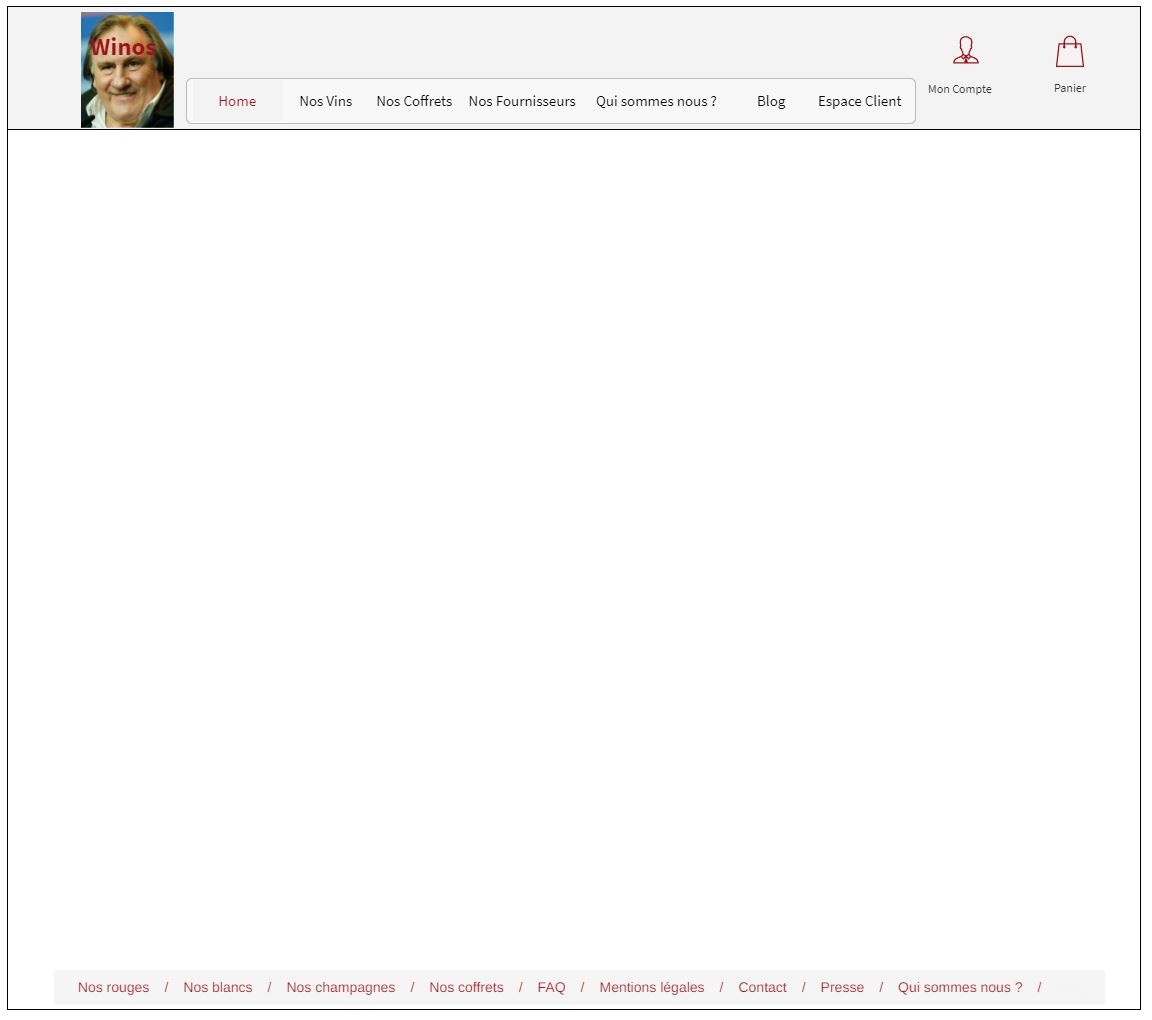 Winos
Home Nos Vins Nos Coffrets Nos Fournisseurs Qui sommes nous ? Blog Espace Client
Mon Compte
Panier
Nos rouges / Nos blancs / Nos champagnes / Nos coffrets / FAQ / Mentions légales / Contact / Presse / Qui sommes nous ? /